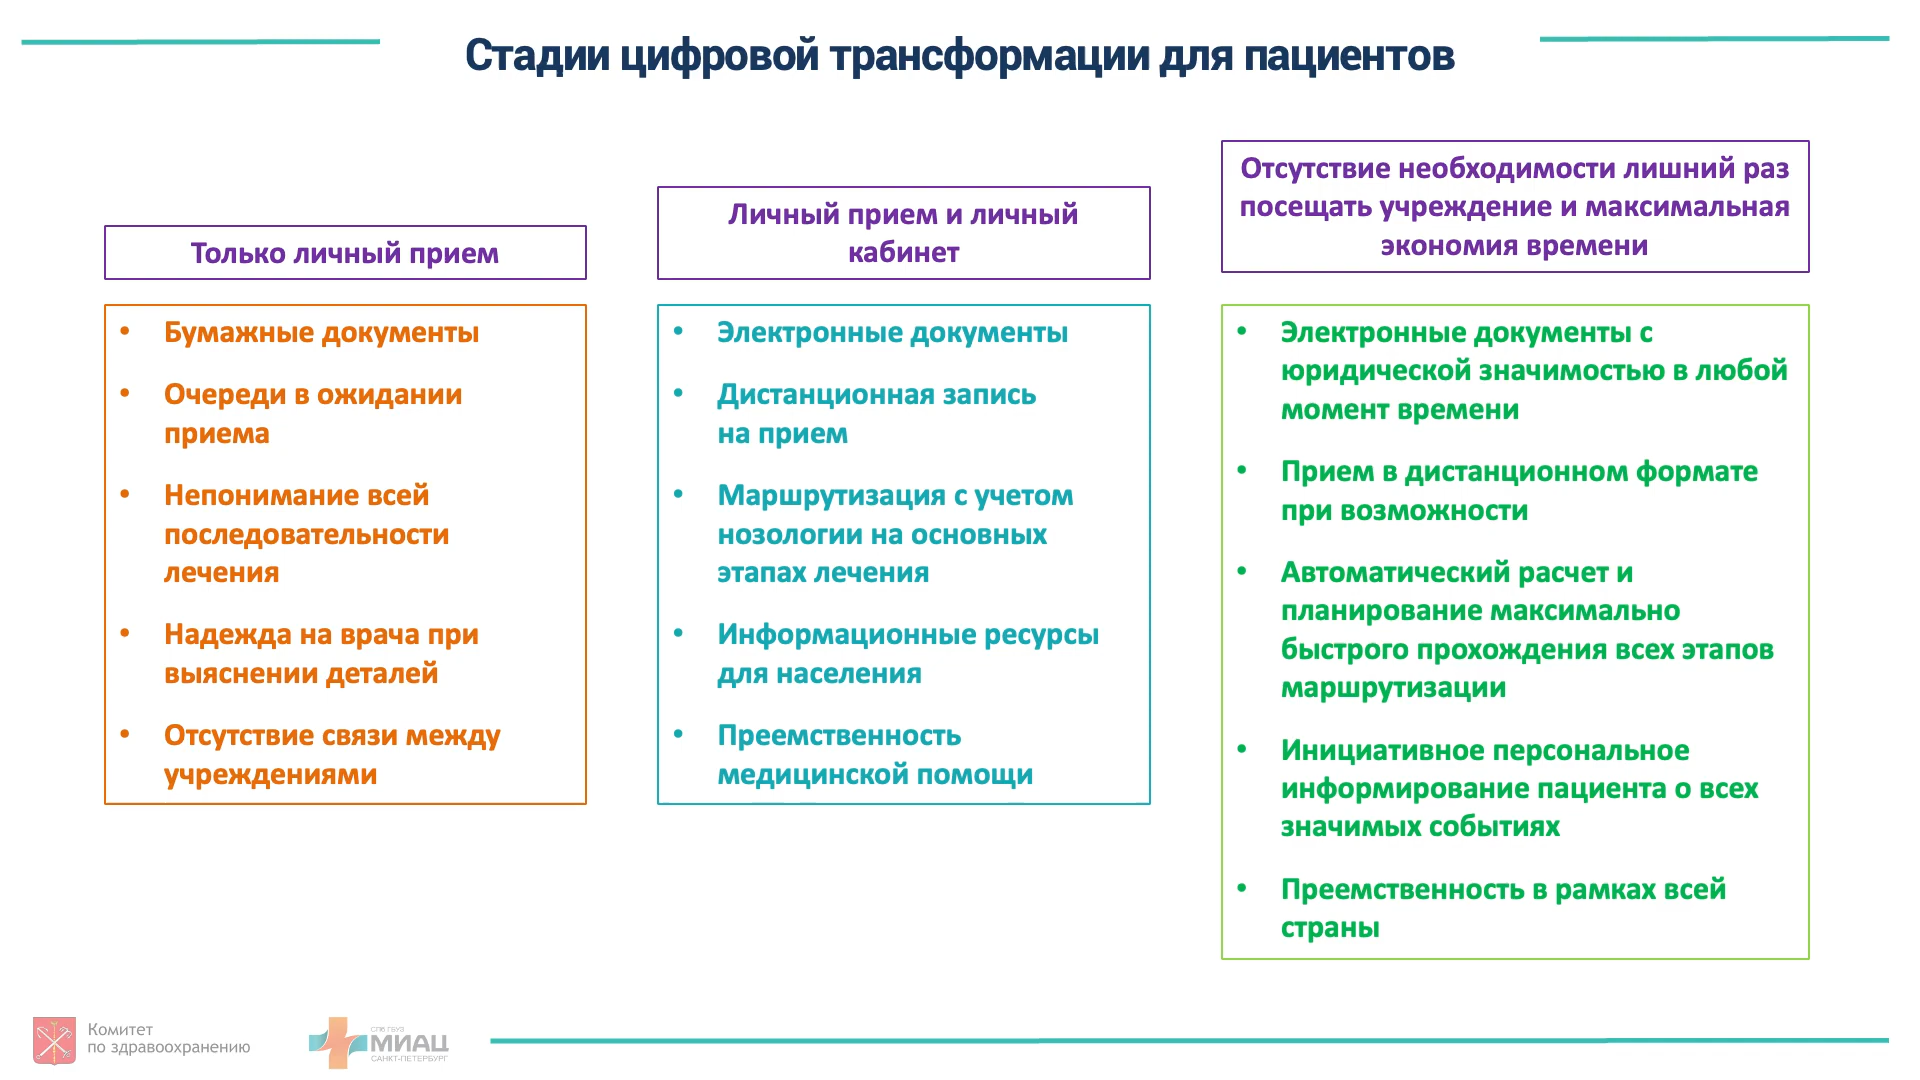 Стадии цифровой трансформации для пациентов
Только личный прием
• Бумажные документы
• Очереди в ожидании
приема
• Непонимание всей
последовательности
лечения
• Надежда на врача при
выяснении деталей
• Отсутствие связи между
учреждениями
Личный прием и личный
кабинет
• Электронные документы
• Дистанционная запись
на прием
• Маршрутизация с учетом
нозологии на основных
этапах лечения
• Информационные ресурсы
для населения
• Преемственность
медицинской помощи
Отсутствие необходимости лишний раз
посещать учреждение и максимальная
экономия времени
• Электронные документы с
юридической значимостью в любой
момент времени
• Прием в дистанционном формате
при возможности
• Автоматический расчет и
планирование максимально
быстрого прохождения всех этапов
маршрутизации
• Инициативное персональное
информирование пациента о всех
значимых событиях
• Преемственность в рамках всей
страны
Комитет
по здравоохранению
СПБ ГБУЗ
МИАЦ
САНКТ-ПЕТЕРБУРГ